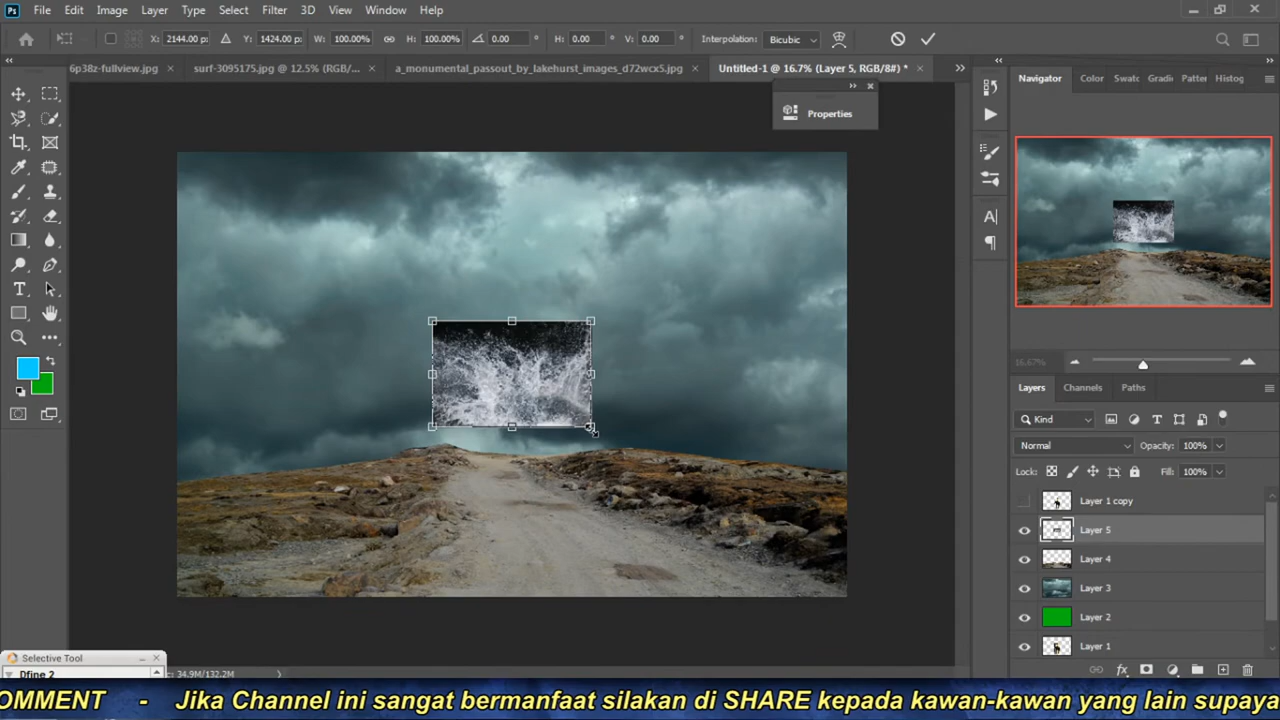 Ps File Edit Image Layer Type Select Filter 3D View Window Help
X: 2144.00 px Y: 1424.00 px W: 100.00% H: 100.00% 0.00 ° H: 0.00 ° V: 0.00 ° Interpolation: Bicubic
6p38z-fullview.jpg × surf-3095175.jpg @ 12.5% (RGB/... × a_monumental_passout_by_lakehurst_images_d72wcx5.jpg × Untitled-1 @ 16.7% (Layer 5, RGB/8#) * ×
Navigator Color Swatc Gradi Patter Histog
Properties
16.67%
Layers Channels Paths
Kind
Normal Opacity: 100%
Lock: Fill: 100%
Layer 1 copy
Layer 5
Layer 4
Layer 3
Layer 2
Layer 1
Selective Tool
Dfine 2
: 34.9M/132.2M
OMMENT - Jika Channel ini sangat bermanfaat silakan di SHARE kepada kawan-kawan yang lain supaya